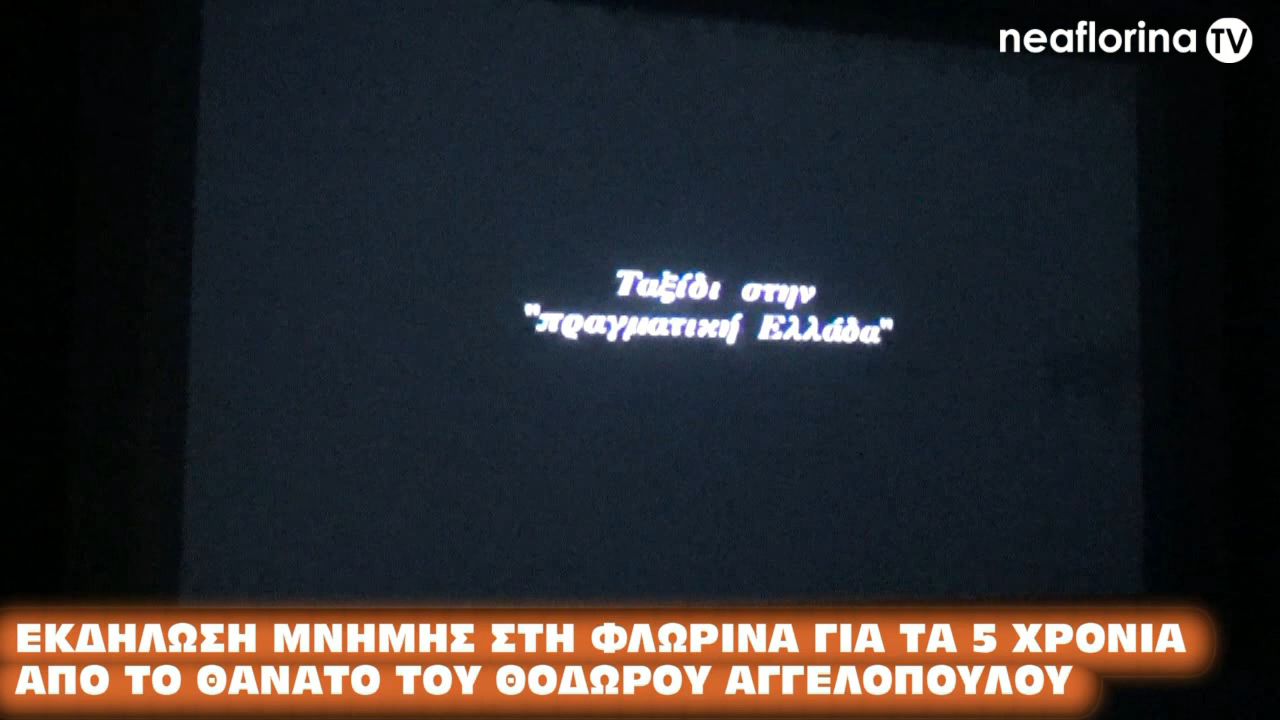 neaflorina TV
Ταξίδι στην
"πραγματική Ελλάδα"
ΕΚΔΗΛΩΣΗ ΜΝΗΜΗΣ ΣΤΗ ΦΛΩΡΙΝΑ ΓΙΑ ΤΑ 5 ΧΡΟΝΙΑ
ΑΠΟ ΤΟ ΘΑΝΑΤΟ ΤΟΥ ΘΟΔΩΡΟΥ ΑΓΓΕΛΟΠΟΥΛΟΥ